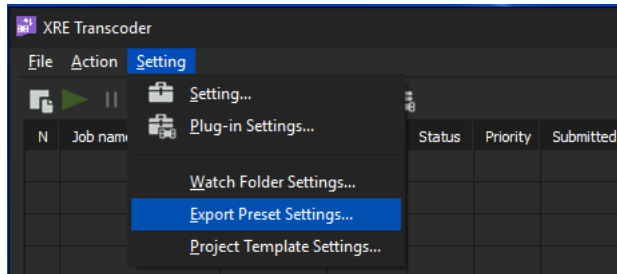 XRE Transcoder
File Action Setting
Setting...
Plug-in Settings...
N Job nam Status Priority Submitted
Watch Folder Settings...
Export Preset Settings...
Project Template Settings...